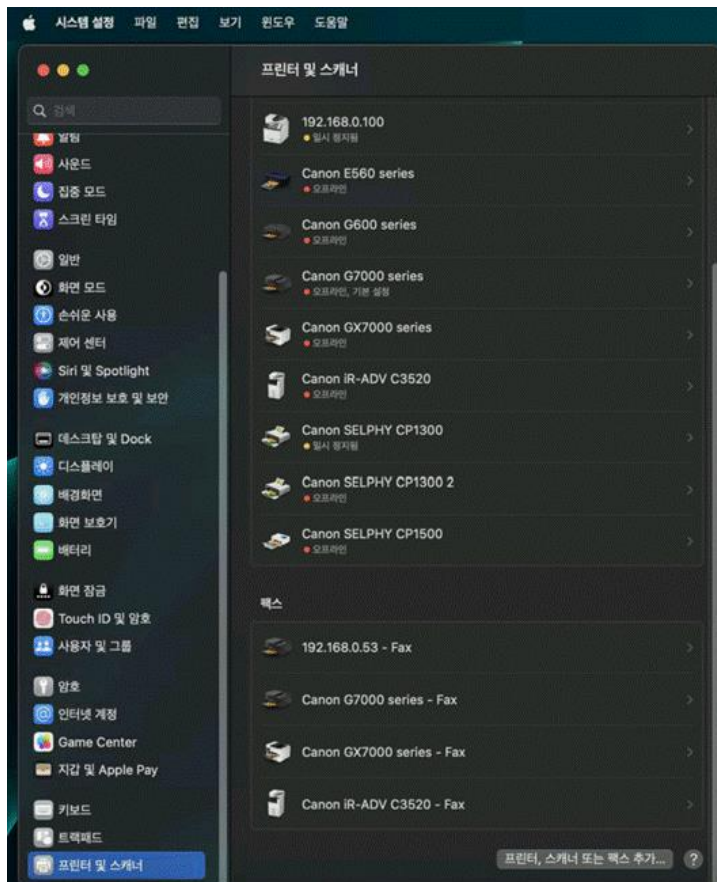 시스템 설정 파일 편집 보기 윈도우 도움말
프린터 및 스캐너
검색
알림
사운드
집중 모드
스크린 타임
일반
화면 모드
손쉬운 사용
제어 센터
Siri 및 Spotlight
개인정보 보호 및 보안
데스크탑 및 Dock
디스플레이
배경화면
화면 보호기
배터리
화면 잠금
Touch ID 및 암호
사용자 및 그룹
암호
인터넷 계정
Game Center
지갑 및 Apple Pay
키보드
트랙패드
프린터 및 스캐너
192.168.0.100
일시 정지됨
Canon E560 series
오프라인
Canon G600 series
오프라인
Canon G7000 series
오프라인, 기본 설정
Canon GX7000 series
오프라인
Canon iR-ADV C3520
오프라인
Canon SELPHY CP1300
일시 정지됨
Canon SELPHY CP1300 2
오프라인
Canon SELPHY CP1500
오프라인
팩스
192.168.0.53 - Fax
Canon G7000 series - Fax
Canon GX7000 series - Fax
Canon iR-ADV C3520 - Fax
프린터, 스캐너 또는 팩스 추가... ?